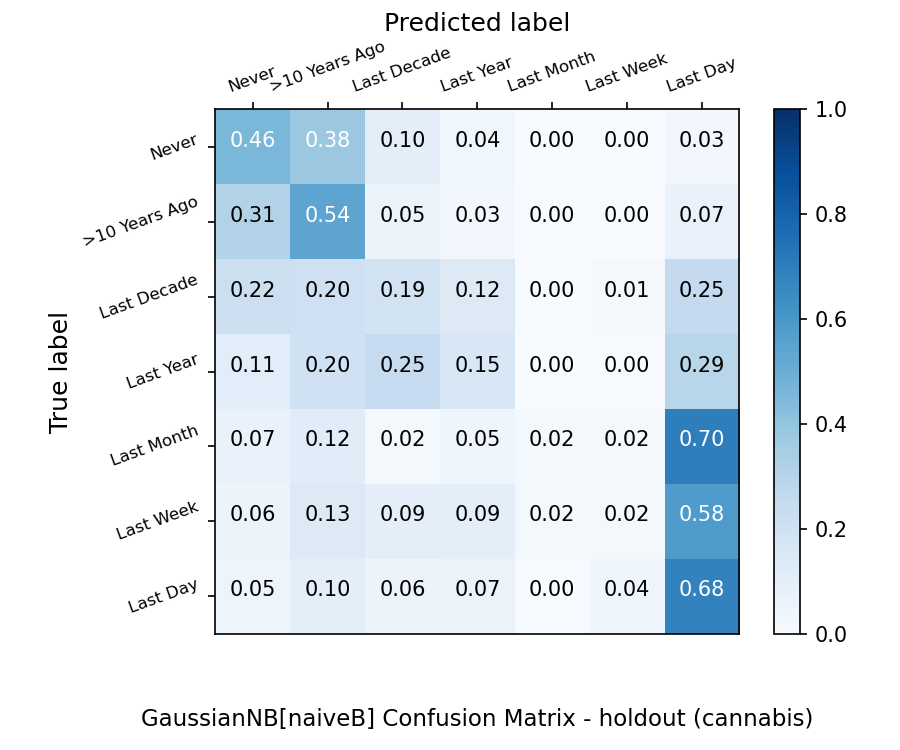 Predicted label
Never >10 Years Ago Last Decade Last Year Last Month Last Week Last Day
True label
Never 0.46 0.38 0.10 0.04 0.00 0.00 0.03
>10 Years Ago 0.31 0.54 0.05 0.03 0.00 0.00 0.07
Last Decade 0.22 0.20 0.19 0.12 0.00 0.01 0.25
Last Year 0.11 0.20 0.25 0.15 0.00 0.00 0.29
Last Month 0.07 0.12 0.02 0.05 0.02 0.02 0.70
Last Week 0.06 0.13 0.09 0.09 0.02 0.02 0.58
Last Day 0.05 0.10 0.06 0.07 0.00 0.04 0.68
1.0
0.8
0.6
0.4
0.2
0.0
GaussianNB[naiveB] Confusion Matrix - holdout (cannabis)